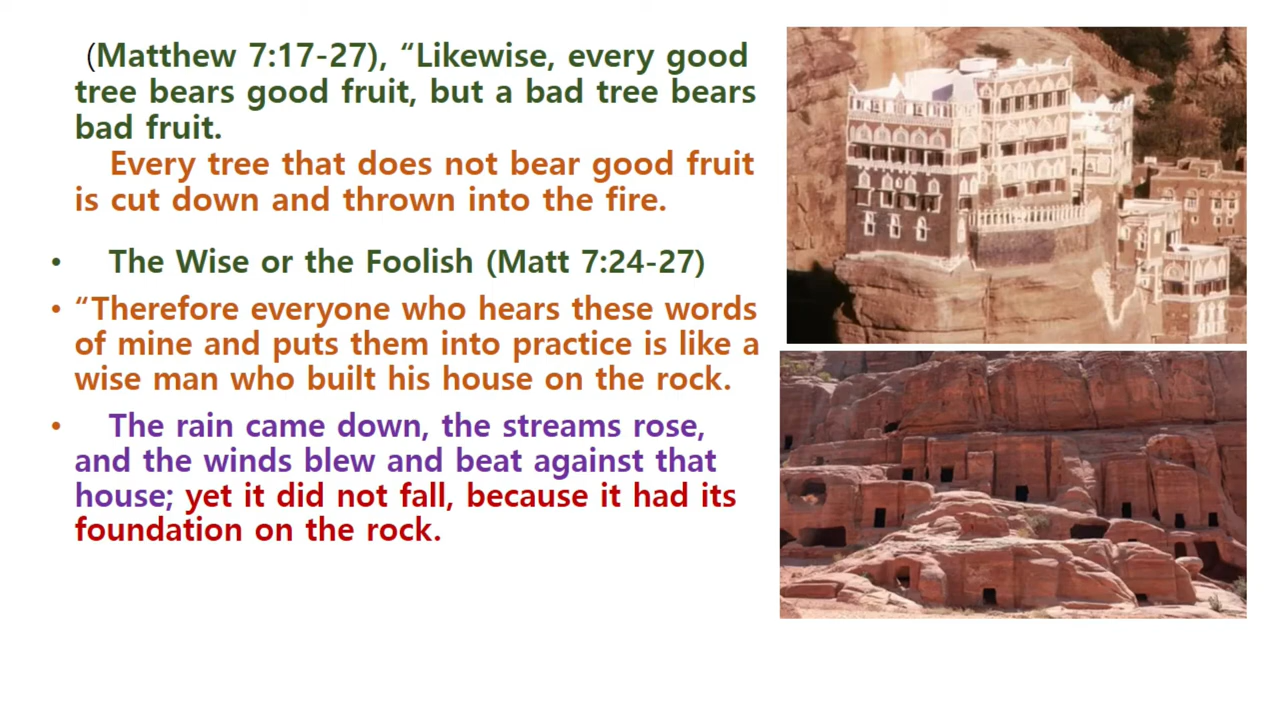 (Matthew 7:17-27), “Likewise, every good
tree bears good fruit, but a bad tree bears
bad fruit.
Every tree that does not bear good fruit
is cut down and thrown into the fire.
• The Wise or the Foolish (Matt 7:24-27)
• “Therefore everyone who hears these words
of mine and puts them into practice is like a
wise man who built his house on the rock.
• The rain came down, the streams rose,
and the winds blew and beat against that
house; yet it did not fall, because it had its
foundation on the rock.